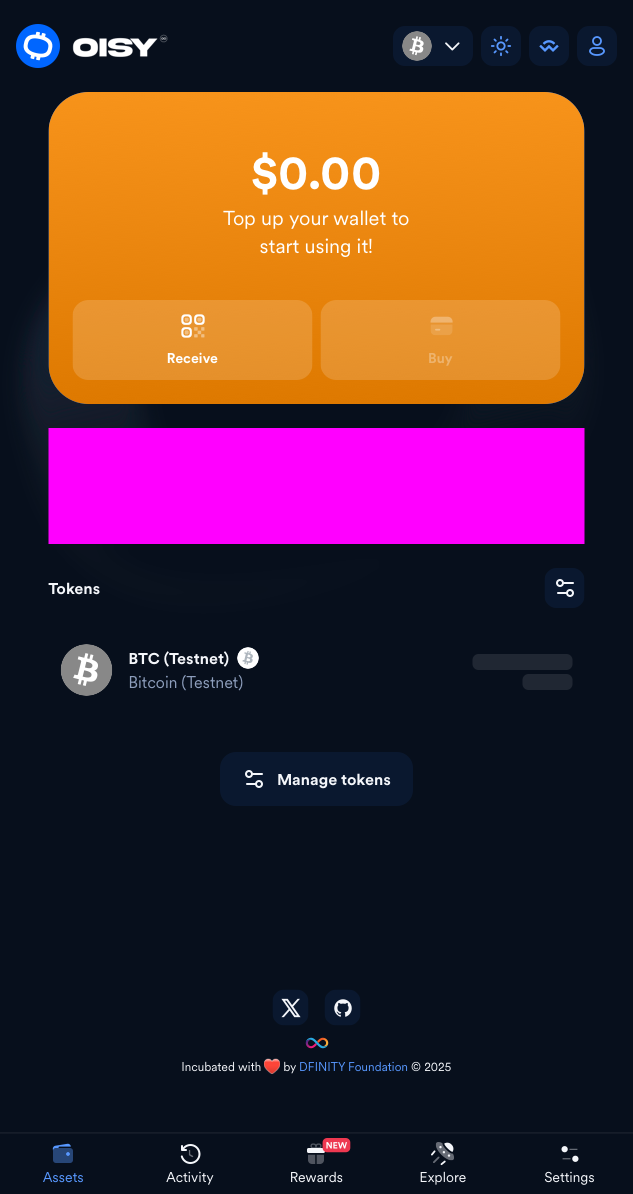 OISY
$0.00
Top up your wallet to
start using it!
Receive
Buy
Tokens
BTC (Testnet)
Bitcoin (Testnet)
Manage tokens
Incubated with ❤️ by DFINITY Foundation © 2025
NEW
Assets
Activity
Rewards
Explore
Settings